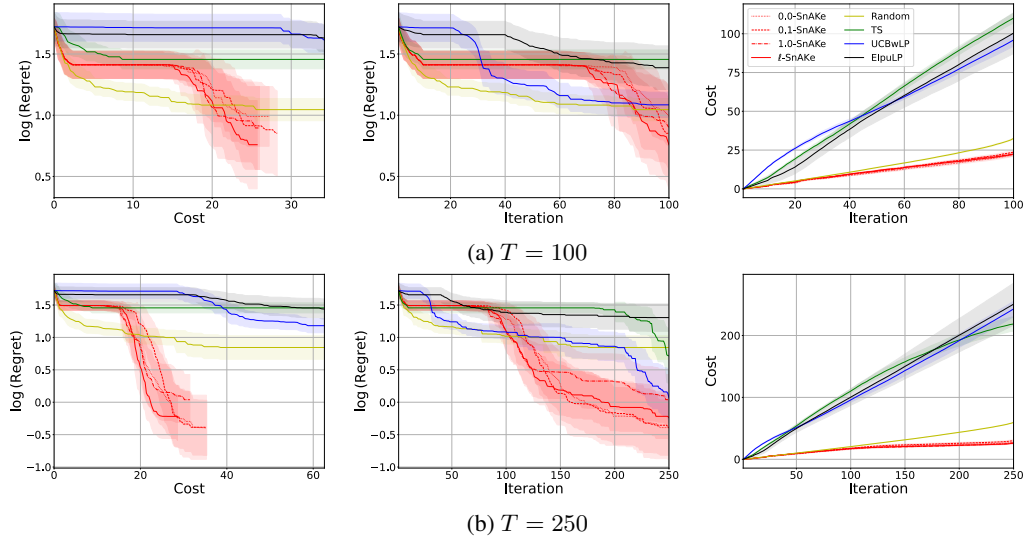 log (Regret)
1.5
1.0
0.5
0
10
20
30
Cost
log (Regret)
1.5
1.0
0.5
20
40
60
80
100
Iteration
Cost
100
75
50
25
0
20
40
60
80
100
Iteration
0.0-SnAKe
0.1-SnAKe
1.0-SnAKe
ℓ-SnAKe
Random
TS
UCBwLP
EIpuLP
(a) T = 100
log (Regret)
1.5
1.0
0.5
0.0
−0.5
−1.0
0
20
40
60
Cost
log (Regret)
1.5
1.0
0.5
0.0
−0.5
−1.0
50
100
150
200
250
Iteration
Cost
200
100
0
50
100
150
200
250
Iteration
(b) T = 250